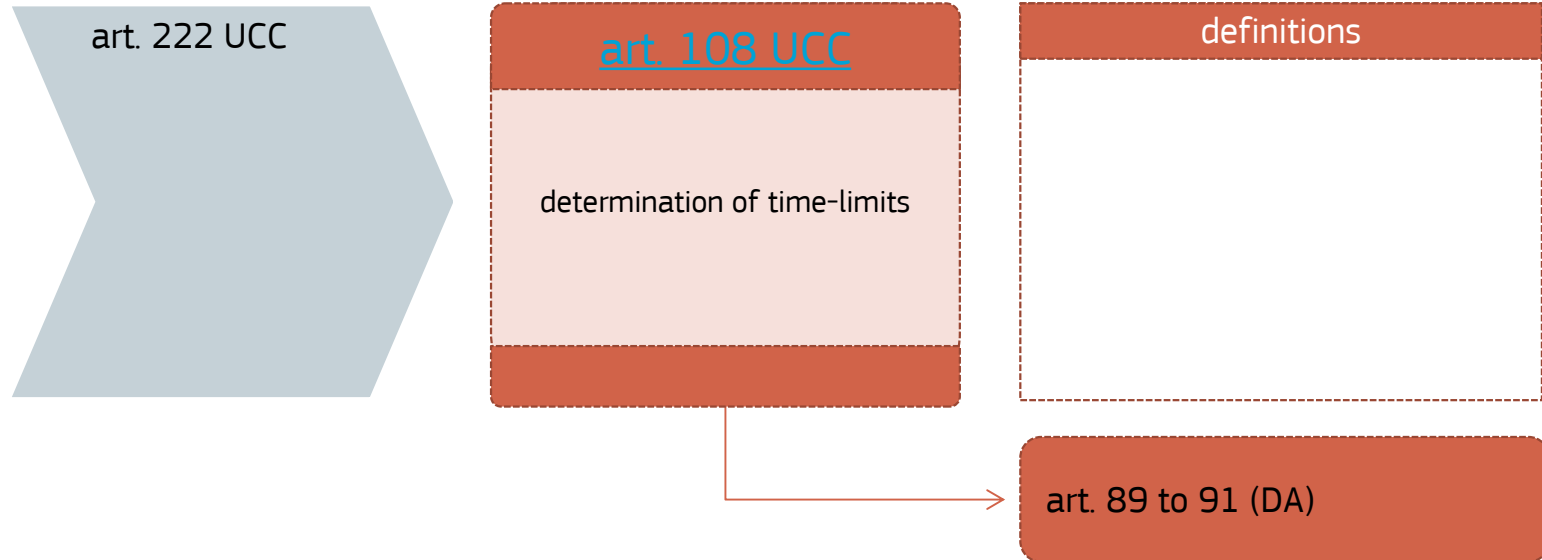 art. 222 UCC
art. 108 UCC
determination of time-limits
definitions
art. 89 to 91 (DA)